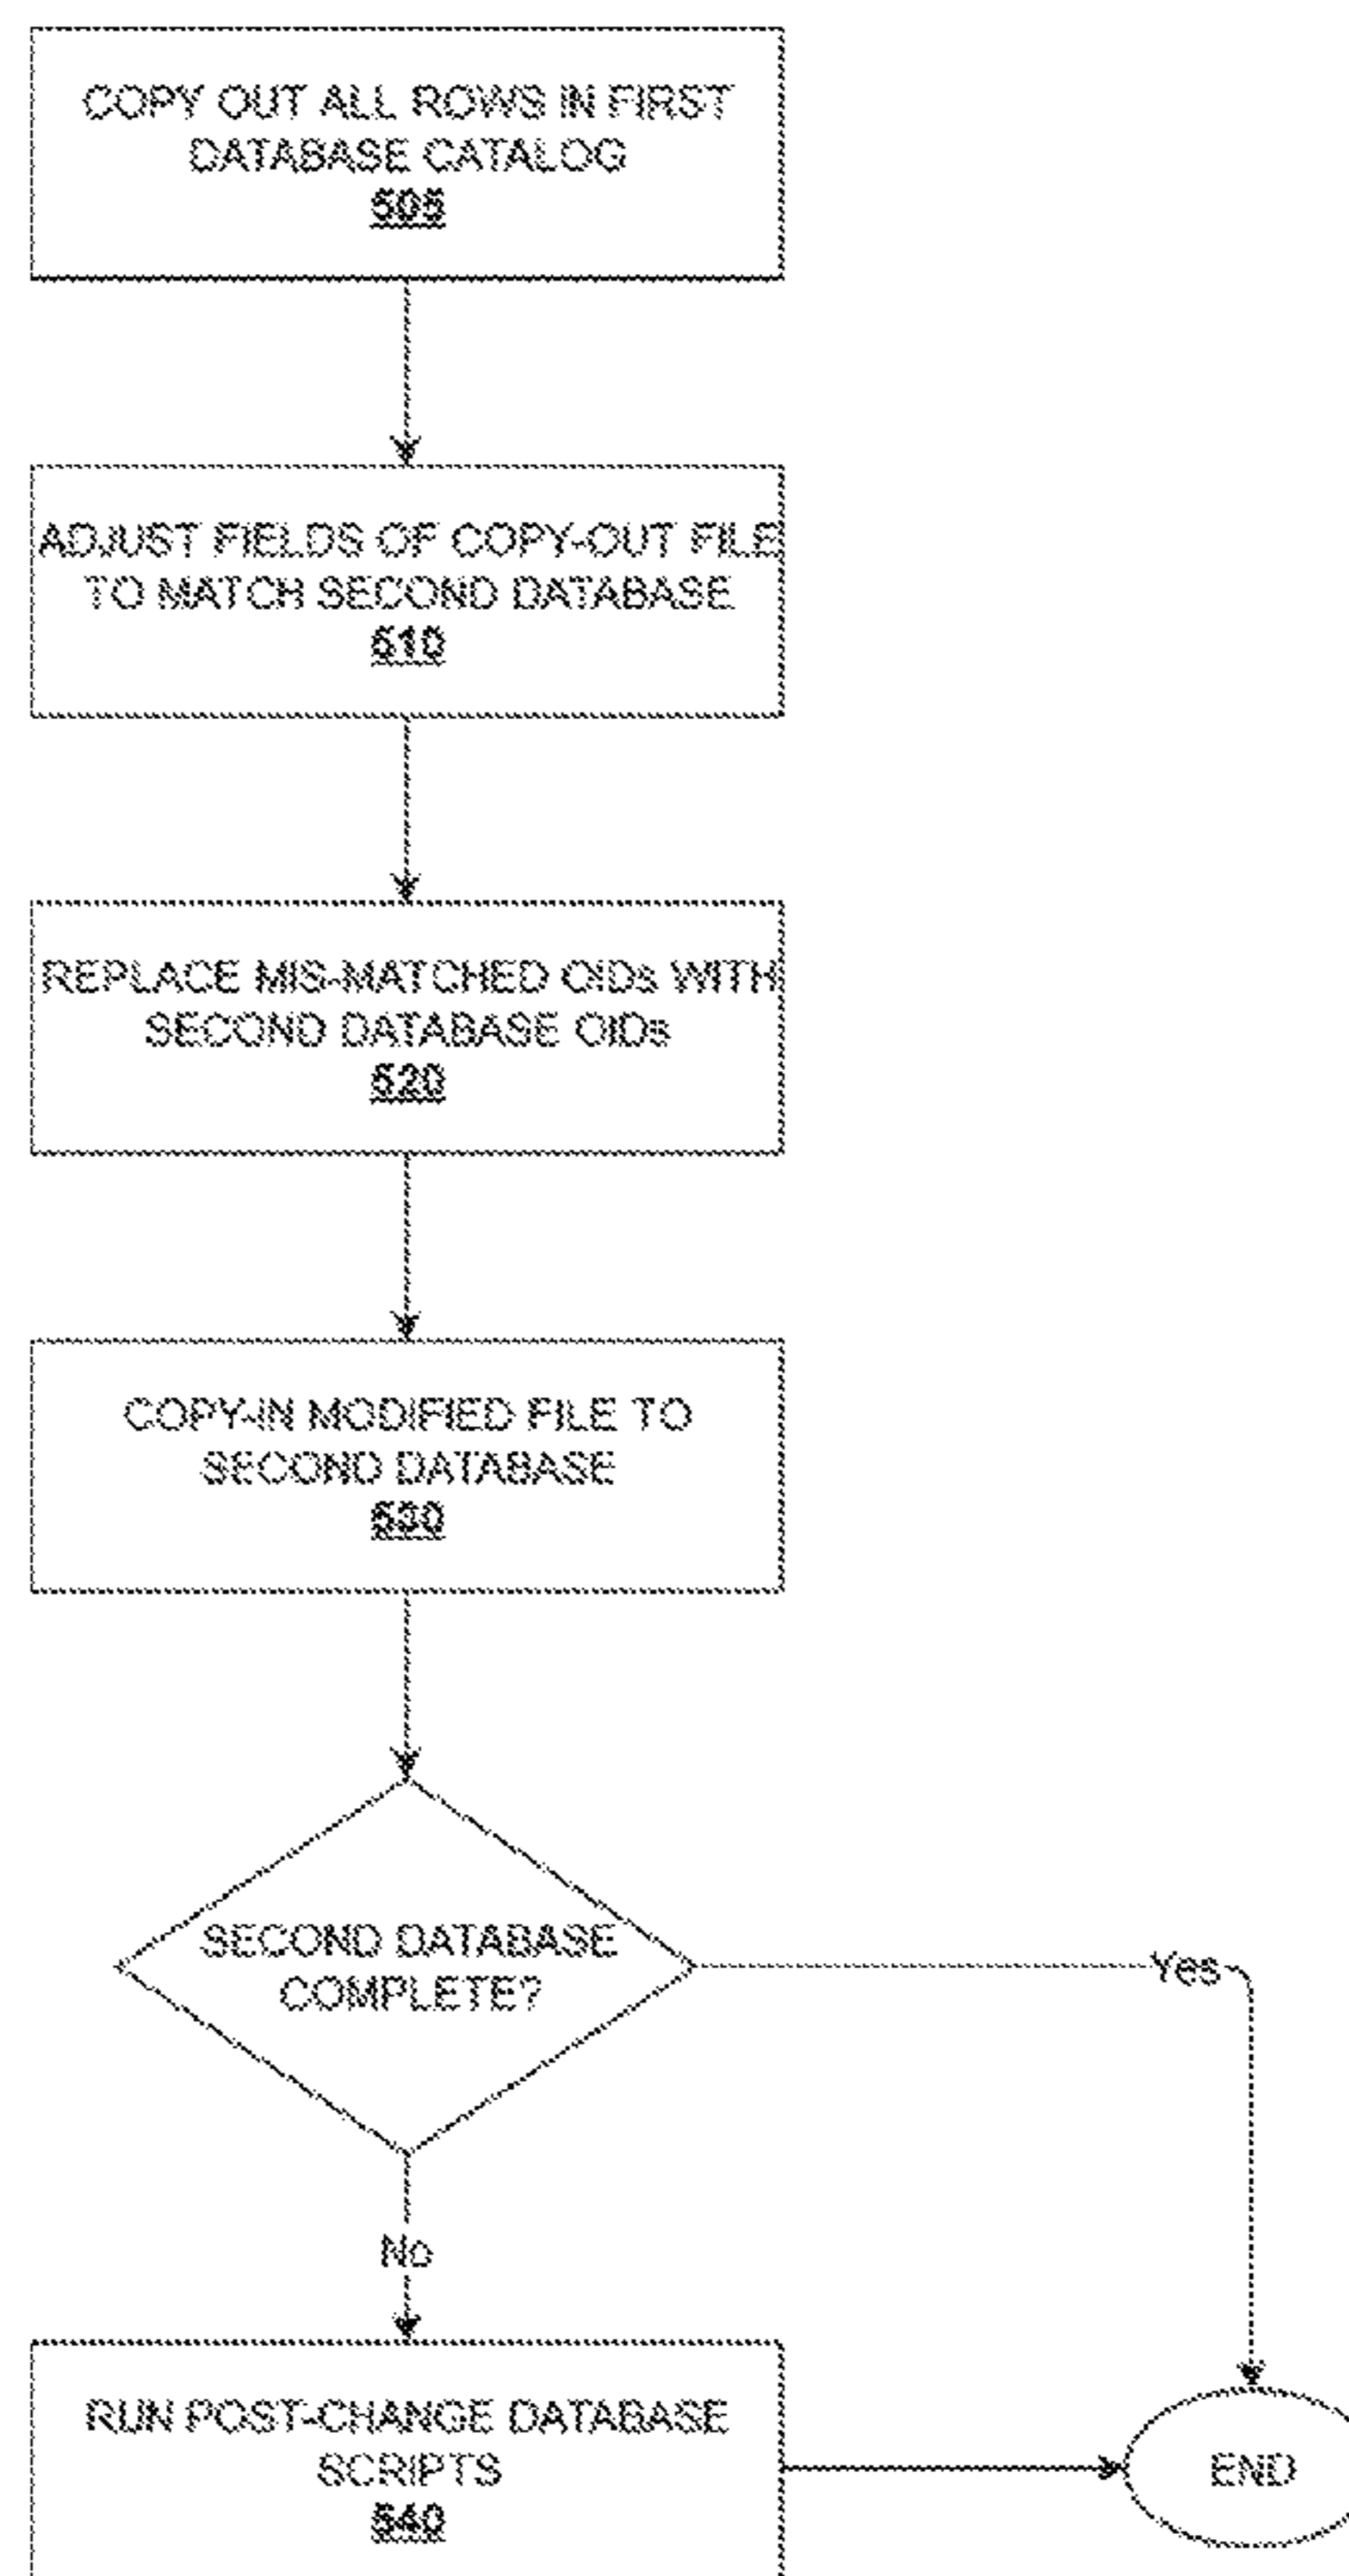 COPY OUT ALL ROWS IN FIRST
DATABASE CATALOG
505
ADJUST FIELDS OF COPY-OUT FILE
TO MATCH SECOND DATABASE
510
REPLACE MIS-MATCHED OIDs WITH
SECOND DATABASE OIDs
520
COPY-IN MODIFIED FILE TO
SECOND DATABASE
530
SECOND DATABASE
COMPLETE?
Yes
No
RUN POST-CHANGE DATABASE
SCRIPTS
540
END